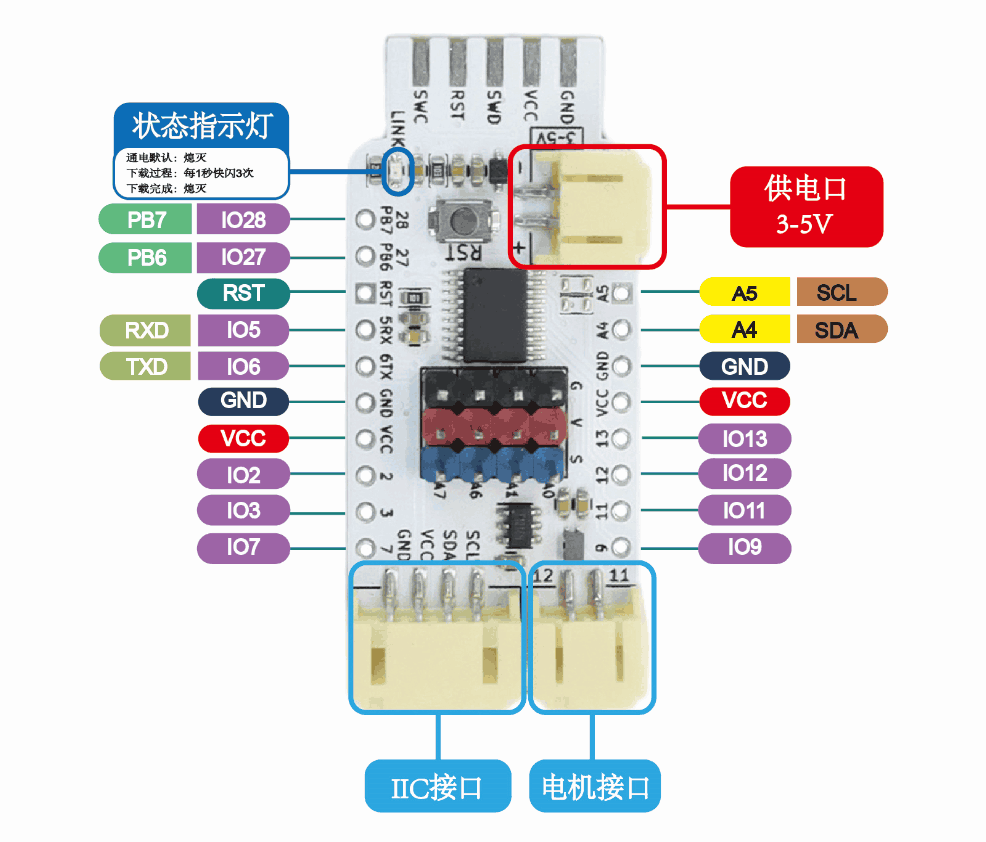 SWC
RST
SWD
VCC
GND
LINK
3~5V
状态指示灯
通电默认：熄灭
下载过程：每1秒快闪3次
下载完成：熄灭
-
+
供电口
3-5V
RST
PB7 IO28
28
PB7
PB6 IO27
27
PB6
RST
RST
RXD IO5
5RX
TXD IO6
6TX
GND
GND
VCC
VCC
IO2
2
IO3
3
IO7
7
A5
A5 SCL
A4
A4 SDA
GND
GND
VCC
VCC
13
IO13
12
IO12
11
IO11
9
IO9
G
V
S
A7
A6
A1
A0
GND
VCC
SDA
SCL
12
11
IIC接口
电机接口